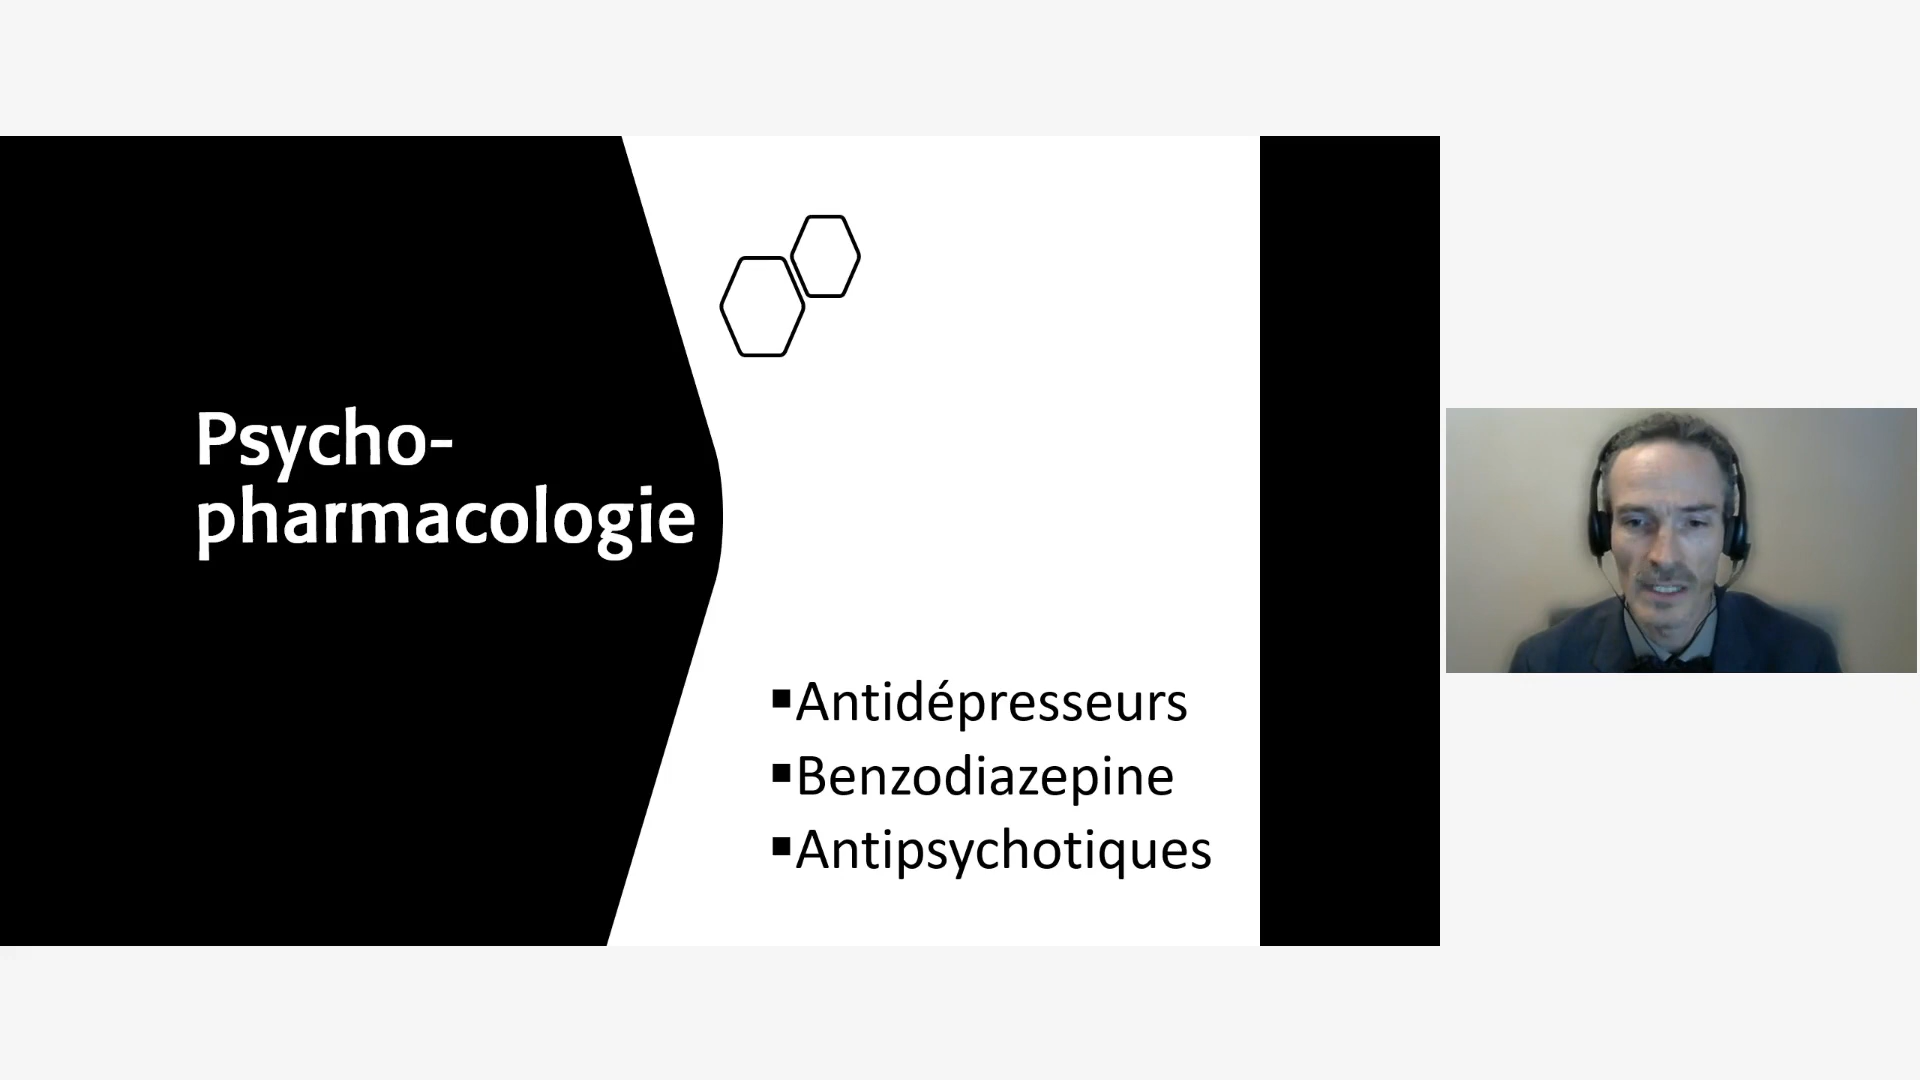 Psycho-
pharmacologie
▪Antidépresseurs
▪Benzodiazepine
▪Antipsychotiques